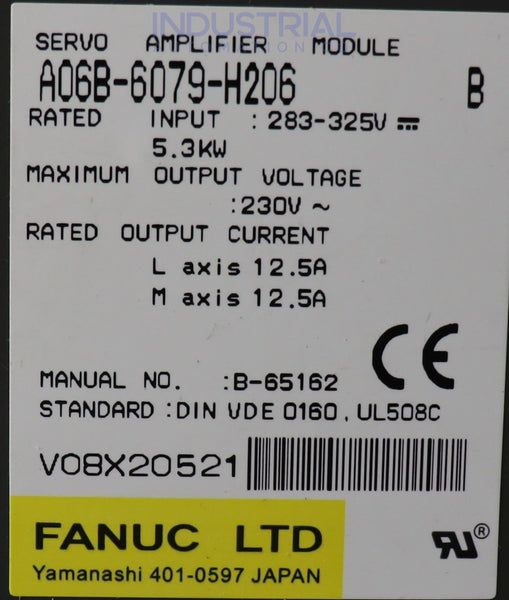 INDUSTRIAL
SERVO AMPLIFIER MODULE
A06B-6079-H206 B
RATED INPUT : 283-325V ⎓
5.3KW
MAXIMUM OUTPUT VOLTAGE
:230V ~
RATED OUTPUT CURRENT
L axis 12.5A
M axis 12.5A
CE
MANUAL NO. :B-65162
STANDARD :DIN VDE 0160, UL508C
V08X20521
FANUC LTD
Yamanashi 401-0597 JAPAN
RU®